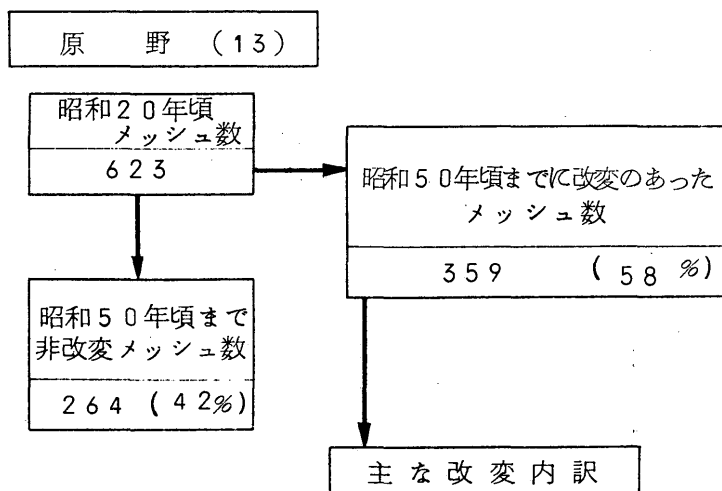 原野(13)
昭和20年頃
メッシュ数
623
昭和50年頃までに改変のあった
メッシュ数
359 (58%)
昭和50年頃まで
非改変メッシュ数
264 (42%)
主な改変内訳